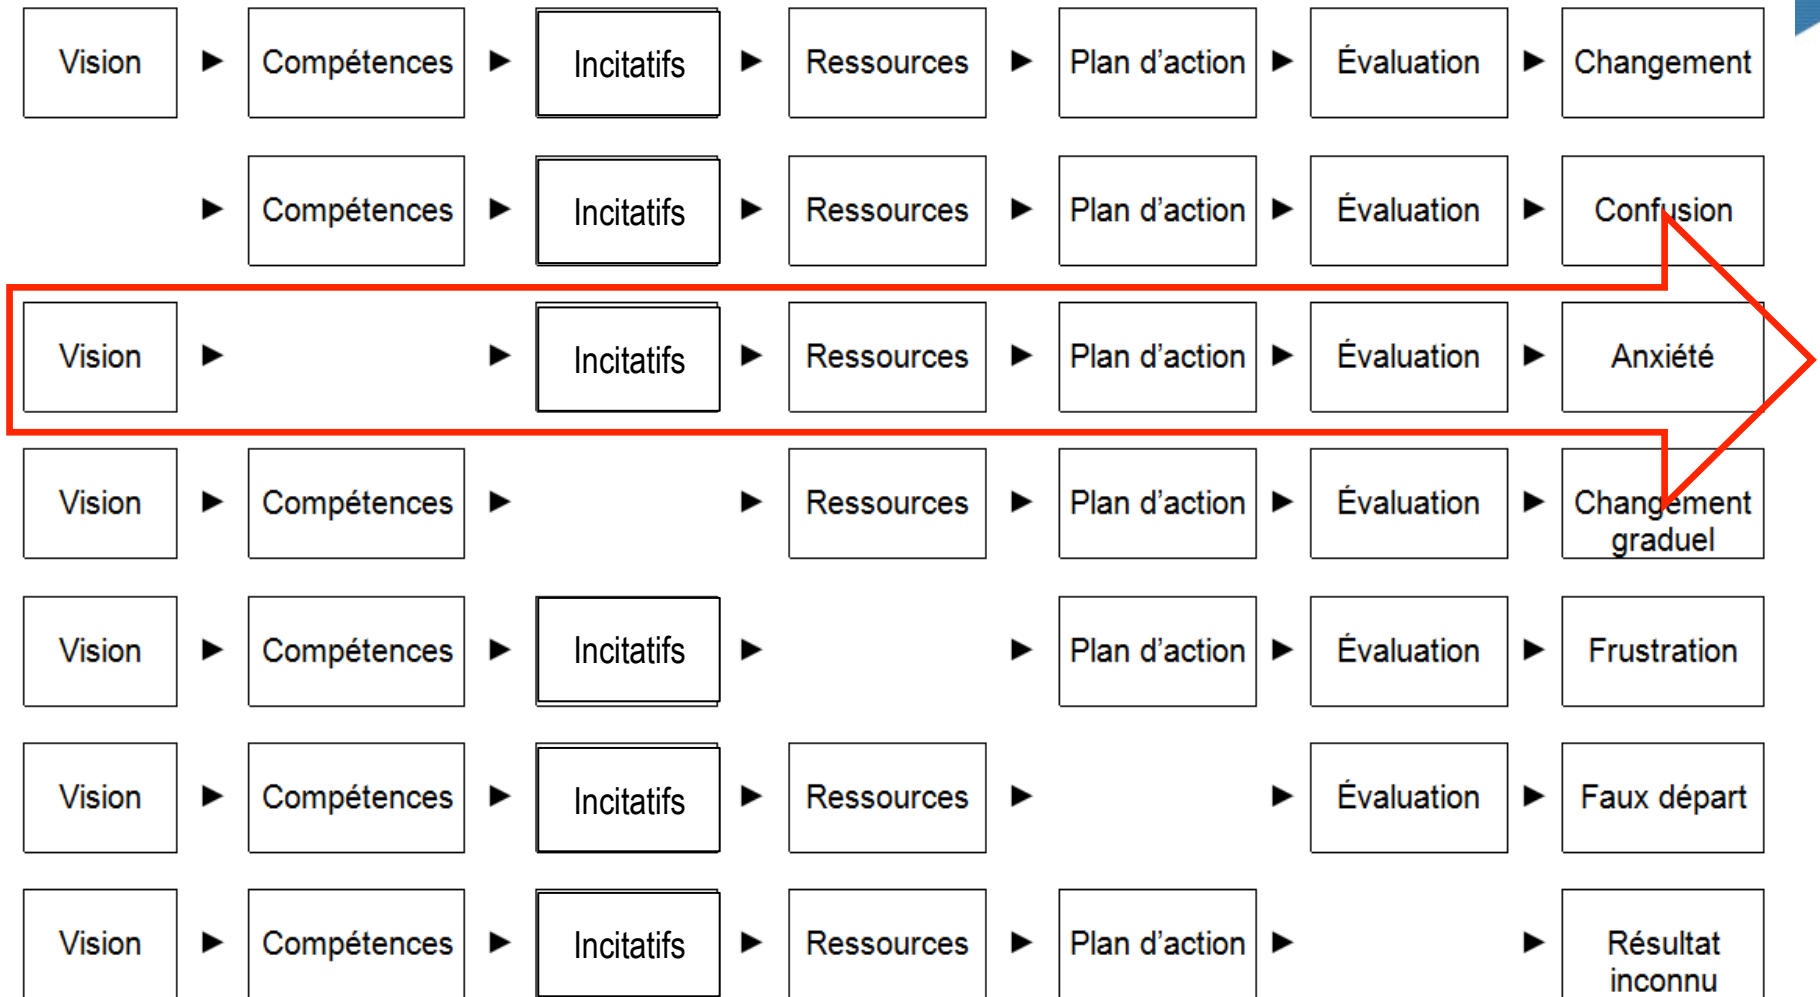 Vision Compétences Incitatifs Ressources Plan d'action Évaluation Changement
Compétences Incitatifs Ressources Plan d'action Évaluation Confusion
Vision Incitatifs Ressources Plan d'action Évaluation Anxiété
Vision Compétences Ressources Plan d'action Évaluation Changement
graduel
Vision Compétences Incitatifs Plan d'action Évaluation Frustration
Vision Compétences Incitatifs Ressources Évaluation Faux départ
Vision Compétences Incitatifs Ressources Plan d'action Résultat
inconnu